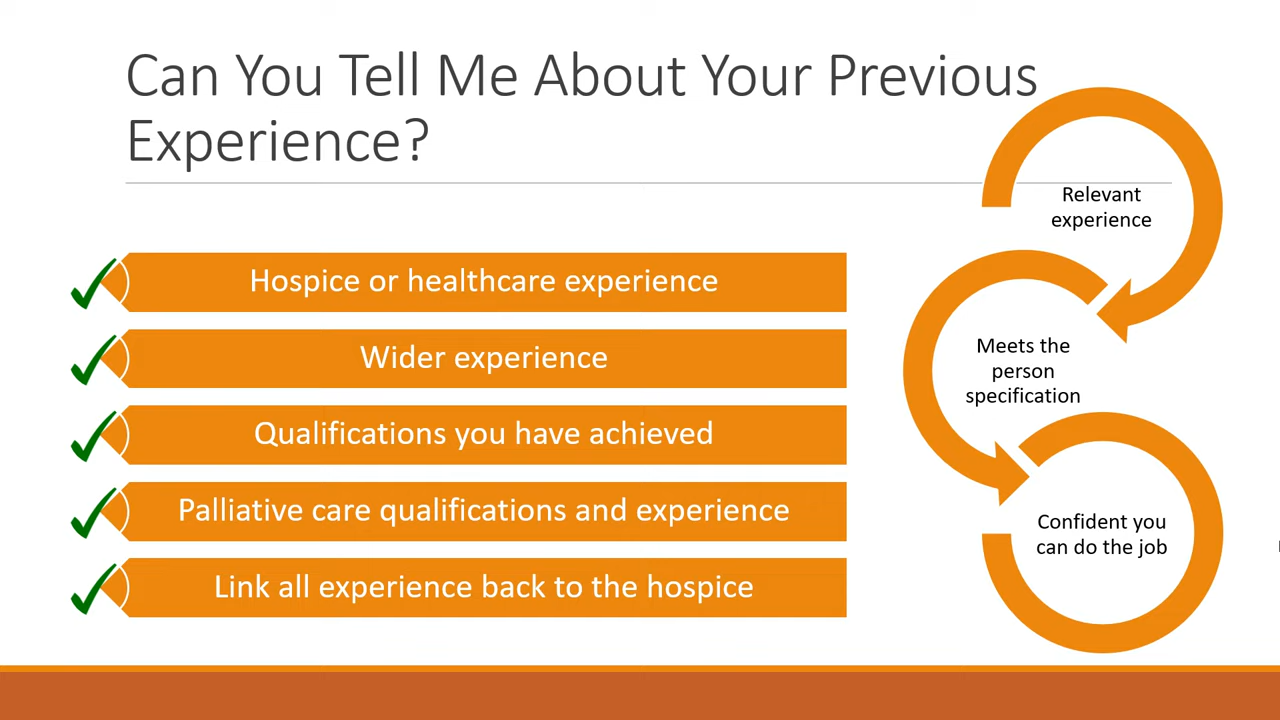 Can You Tell Me About Your Previous
Experience?
Hospice or healthcare experience
Wider experience
Qualifications you have achieved
Palliative care qualifications and experience
Link all experience back to the hospice
Relevant
experience
Meets the
person
specification
Confident you
can do the job